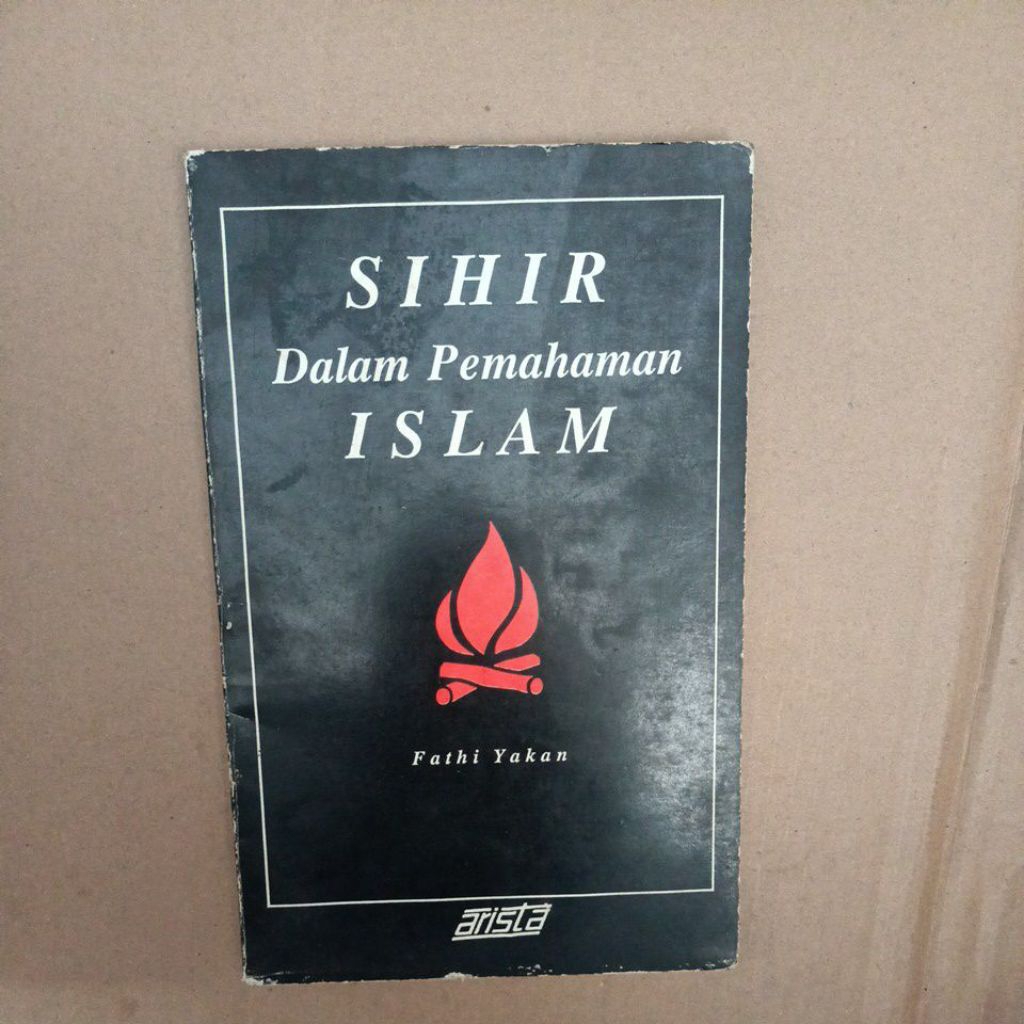 SIHIR
Dalam Pemahaman
ISLAM
Fathi Yakan
arista